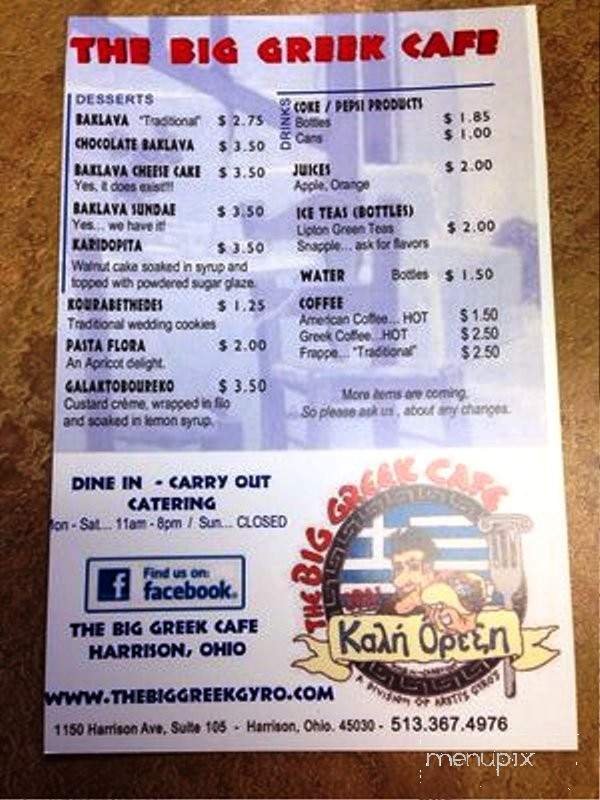 THE BIG GREEK CAFE
DESSERTS
BAKLAVA "Traditional" $ 2.75
CHOCOLATE BAKLAVA $ 3.50
BAKLAVA CHEESE CAKE $ 3.50
Yes, it does exist!!!
BAKLAVA SUNDAE $ 3.50
Yes... we have it!
KARIDOPITA $ 3.50
Walnut cake soaked in syrup and
topped with powdered sugar glaze.
KOURABETHEDES $ 1.25
Traditional wedding cookies
PASTA FLORA $ 2.00
An Apricot delight.
GALAKTOBOUREKO $ 3.50
Custard crème, wrapped in filo
and soaked in lemon syrup.
DRINKS
COKE / PEPSI PRODUCTS
Bottles $ 1.85
Cans $ 1.00
JUICES $ 2.00
Apple, Orange
ICE TEAS (BOTTLES)
Lipton Green Teas $ 2.00
Snapple... ask for flavors
WATER Bottles $ 1.50
COFFEE
American Coffee... HOT $ 1.50
Greek Coffee...HOT $ 2.50
Frappe... "Traditional" $ 2.50
More items are coming,
So please ask us , about any changes.
DINE IN - CARRY OUT
CATERING
Mon - Sat... 11am - 8pm / Sun... CLOSED
f Find us on:
facebook.
THE BIG GREEK CAFE
HARRISON, OHIO
WWW.THEBIGGREEKGYRO.COM
THE BIG GREEK CAFE
Καλή Όρεξη
A DIVISION OF KRSTI'S GYROS
1150 Harrison Ave, Suite 105 - Harrison, Ohio. 45030 - 513.367.4976
menupix